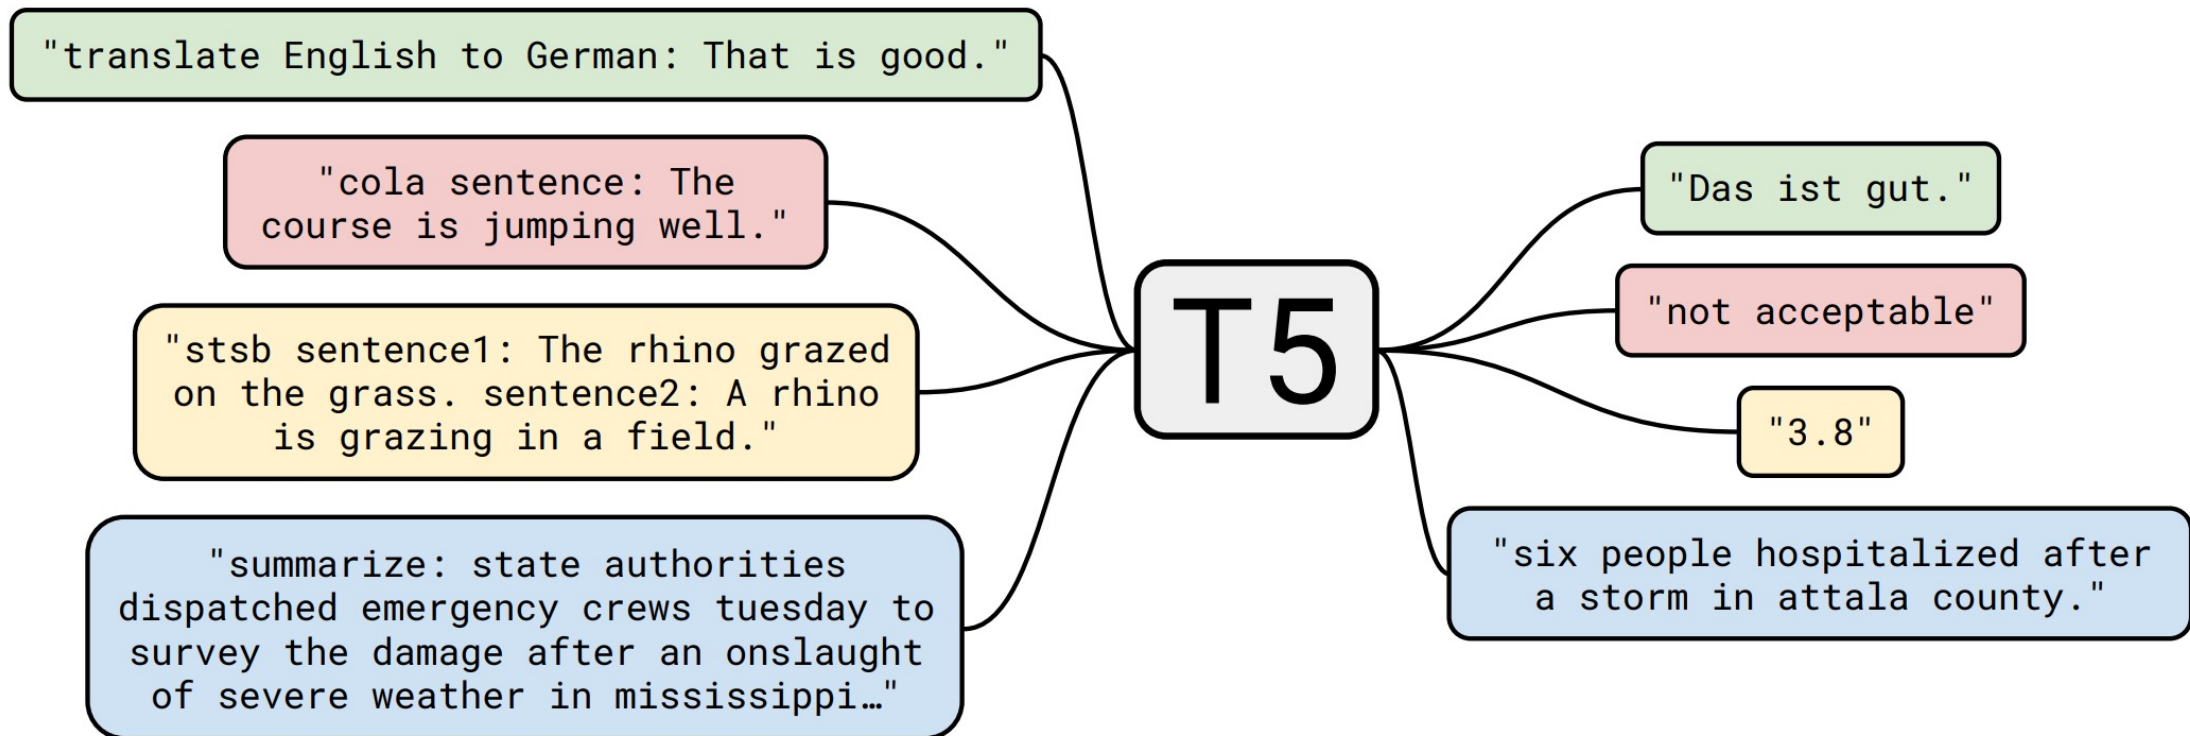 "translate English to German: That is good."
"cola sentence: The
course is jumping well."
"stsb sentence1: The rhino grazed
on the grass. sentence2: A rhino
is grazing in a field."
"summarize: state authorities
dispatched emergency crews tuesday to
survey the damage after an onslaught
of severe weather in mississippi…"
T5
"Das ist gut."
"not acceptable"
"3.8"
"six people hospitalized after
a storm in attala county."